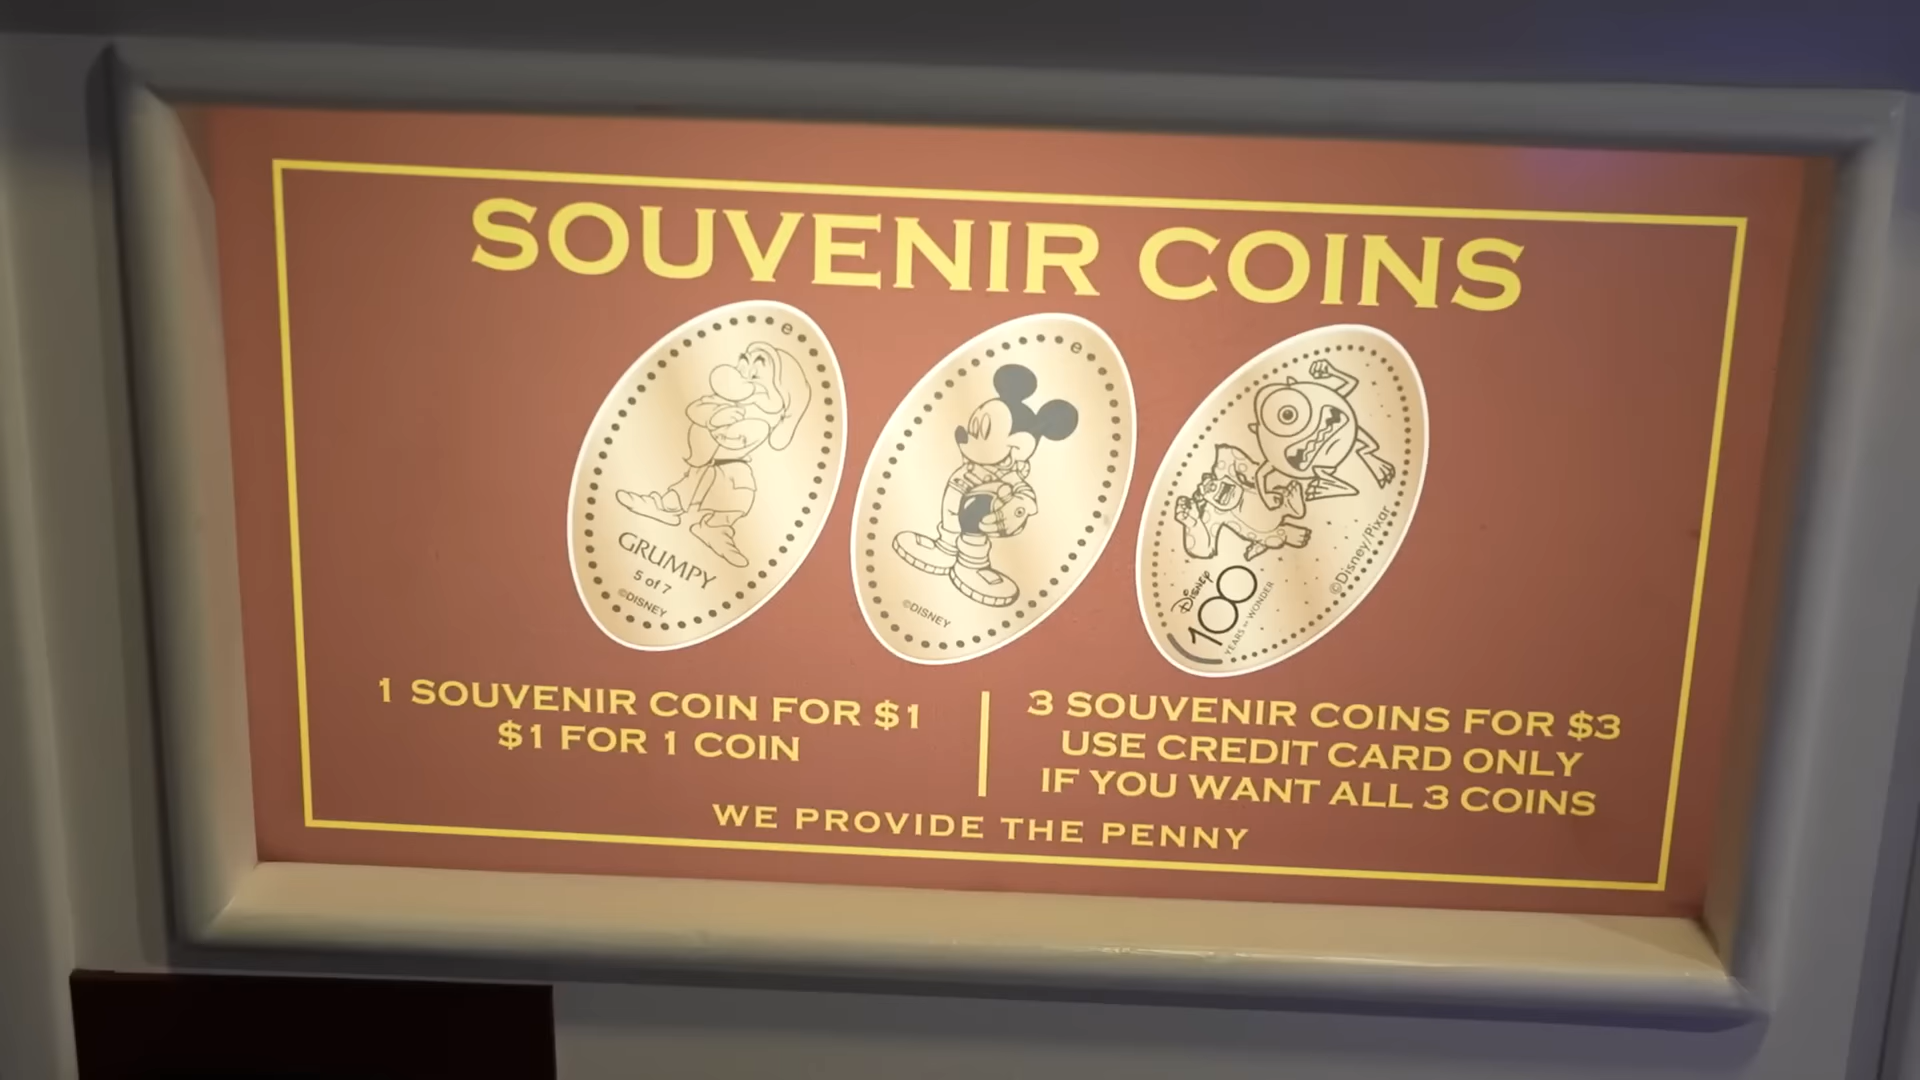 SOUVENIR COINS
e
GRUMPY
5 of 7
©DISNEY
e
©DISNEY
Disney
100
YEARS of WONDER
©Disney/Pixar
1 SOUVENIR COIN FOR $1
$1 FOR 1 COIN
3 SOUVENIR COINS FOR $3
USE CREDIT CARD ONLY
IF YOU WANT ALL 3 COINS
WE PROVIDE THE PENNY